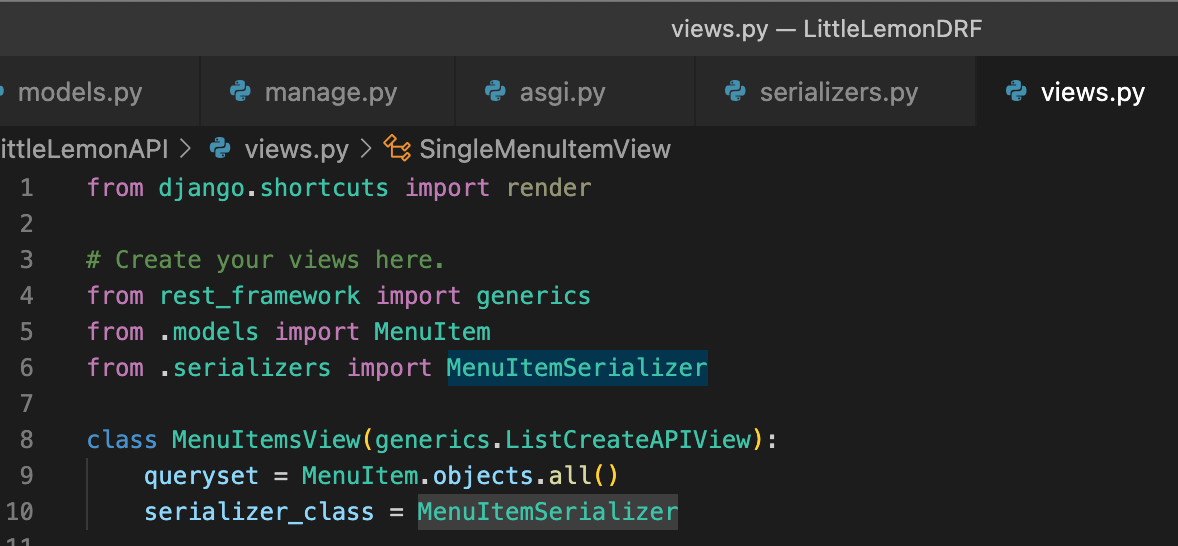 views.py — LittleLemonDRF
models.py manage.py asgi.py serializers.py views.py
ittleLemonAPI > views.py > SingleMenuItemView
1 from django.shortcuts import render
2
3 # Create your views here.
4 from rest_framework import generics
5 from .models import MenuItem
6 from .serializers import MenuItemSerializer
7
8 class MenuItemsView(generics.ListCreateAPIView):
9 queryset = MenuItem.objects.all()
10 serializer_class = MenuItemSerializer
11